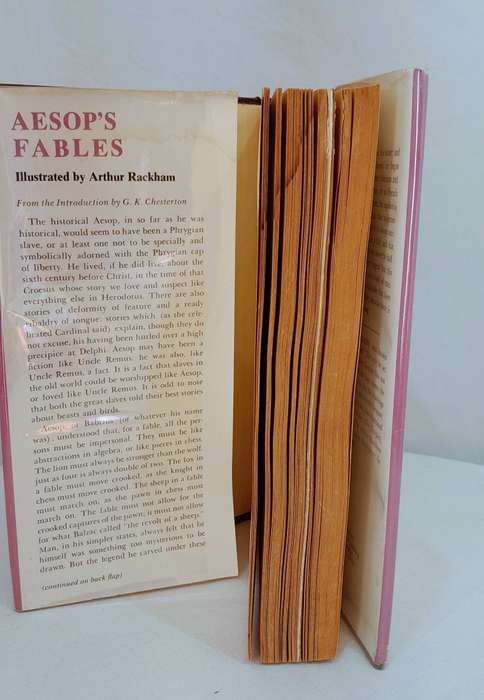 AESOP'S
FABLES
Illustrated by Arthur Rackham
From the Introduction by G. K. Chesterton
The historical Aesop, in so far as he was
historical, would seem to have been a Phrygian
slave, or at least one not to be specially and
symbolically adorned with the Phrygian cap
of liberty. He lived, if he did live, about the
sixth century before Christ, in the time of that
Croesus whose story we love and suspect like
everything else in Herodotus. There are also
stories of deformity of feature and a ready
ribaldry of tongue: stories which (as the cele-
brated Cardinal said) explain, though they do
not excuse, his having been hurled over a high
precipice at Delphi. Aesop may have been a
fiction like Uncle Remus: he was also, like
Uncle Remus, a fact. It is a fact that slaves in
the old world could be worshipped like Aesop,
or loved like Uncle Remus. It is odd to note
that both the great slaves told their best stories
about beasts and birds.
Aesop, or Babrius (or whatever his name
was), understood that, for a fable, all the per-
sons must be impersonal. They must be like
abstractions in algebra, or like pieces in chess.
The lion must always be stronger than the wolf,
just as four is always double of two. The fox in
a fable must move crooked, as the knight in
chess must move crooked. The sheep in a fable
must march on, as the pawn in chess must
march on. The fable must not allow for the
crooked captures of the pawn; it must not allow
for what Balzac called "the revolt of a sheep."
Man, in his simpler states, always felt that he
himself was something too mysterious to be
drawn. But the legend he carved under these
(continued on back flap)